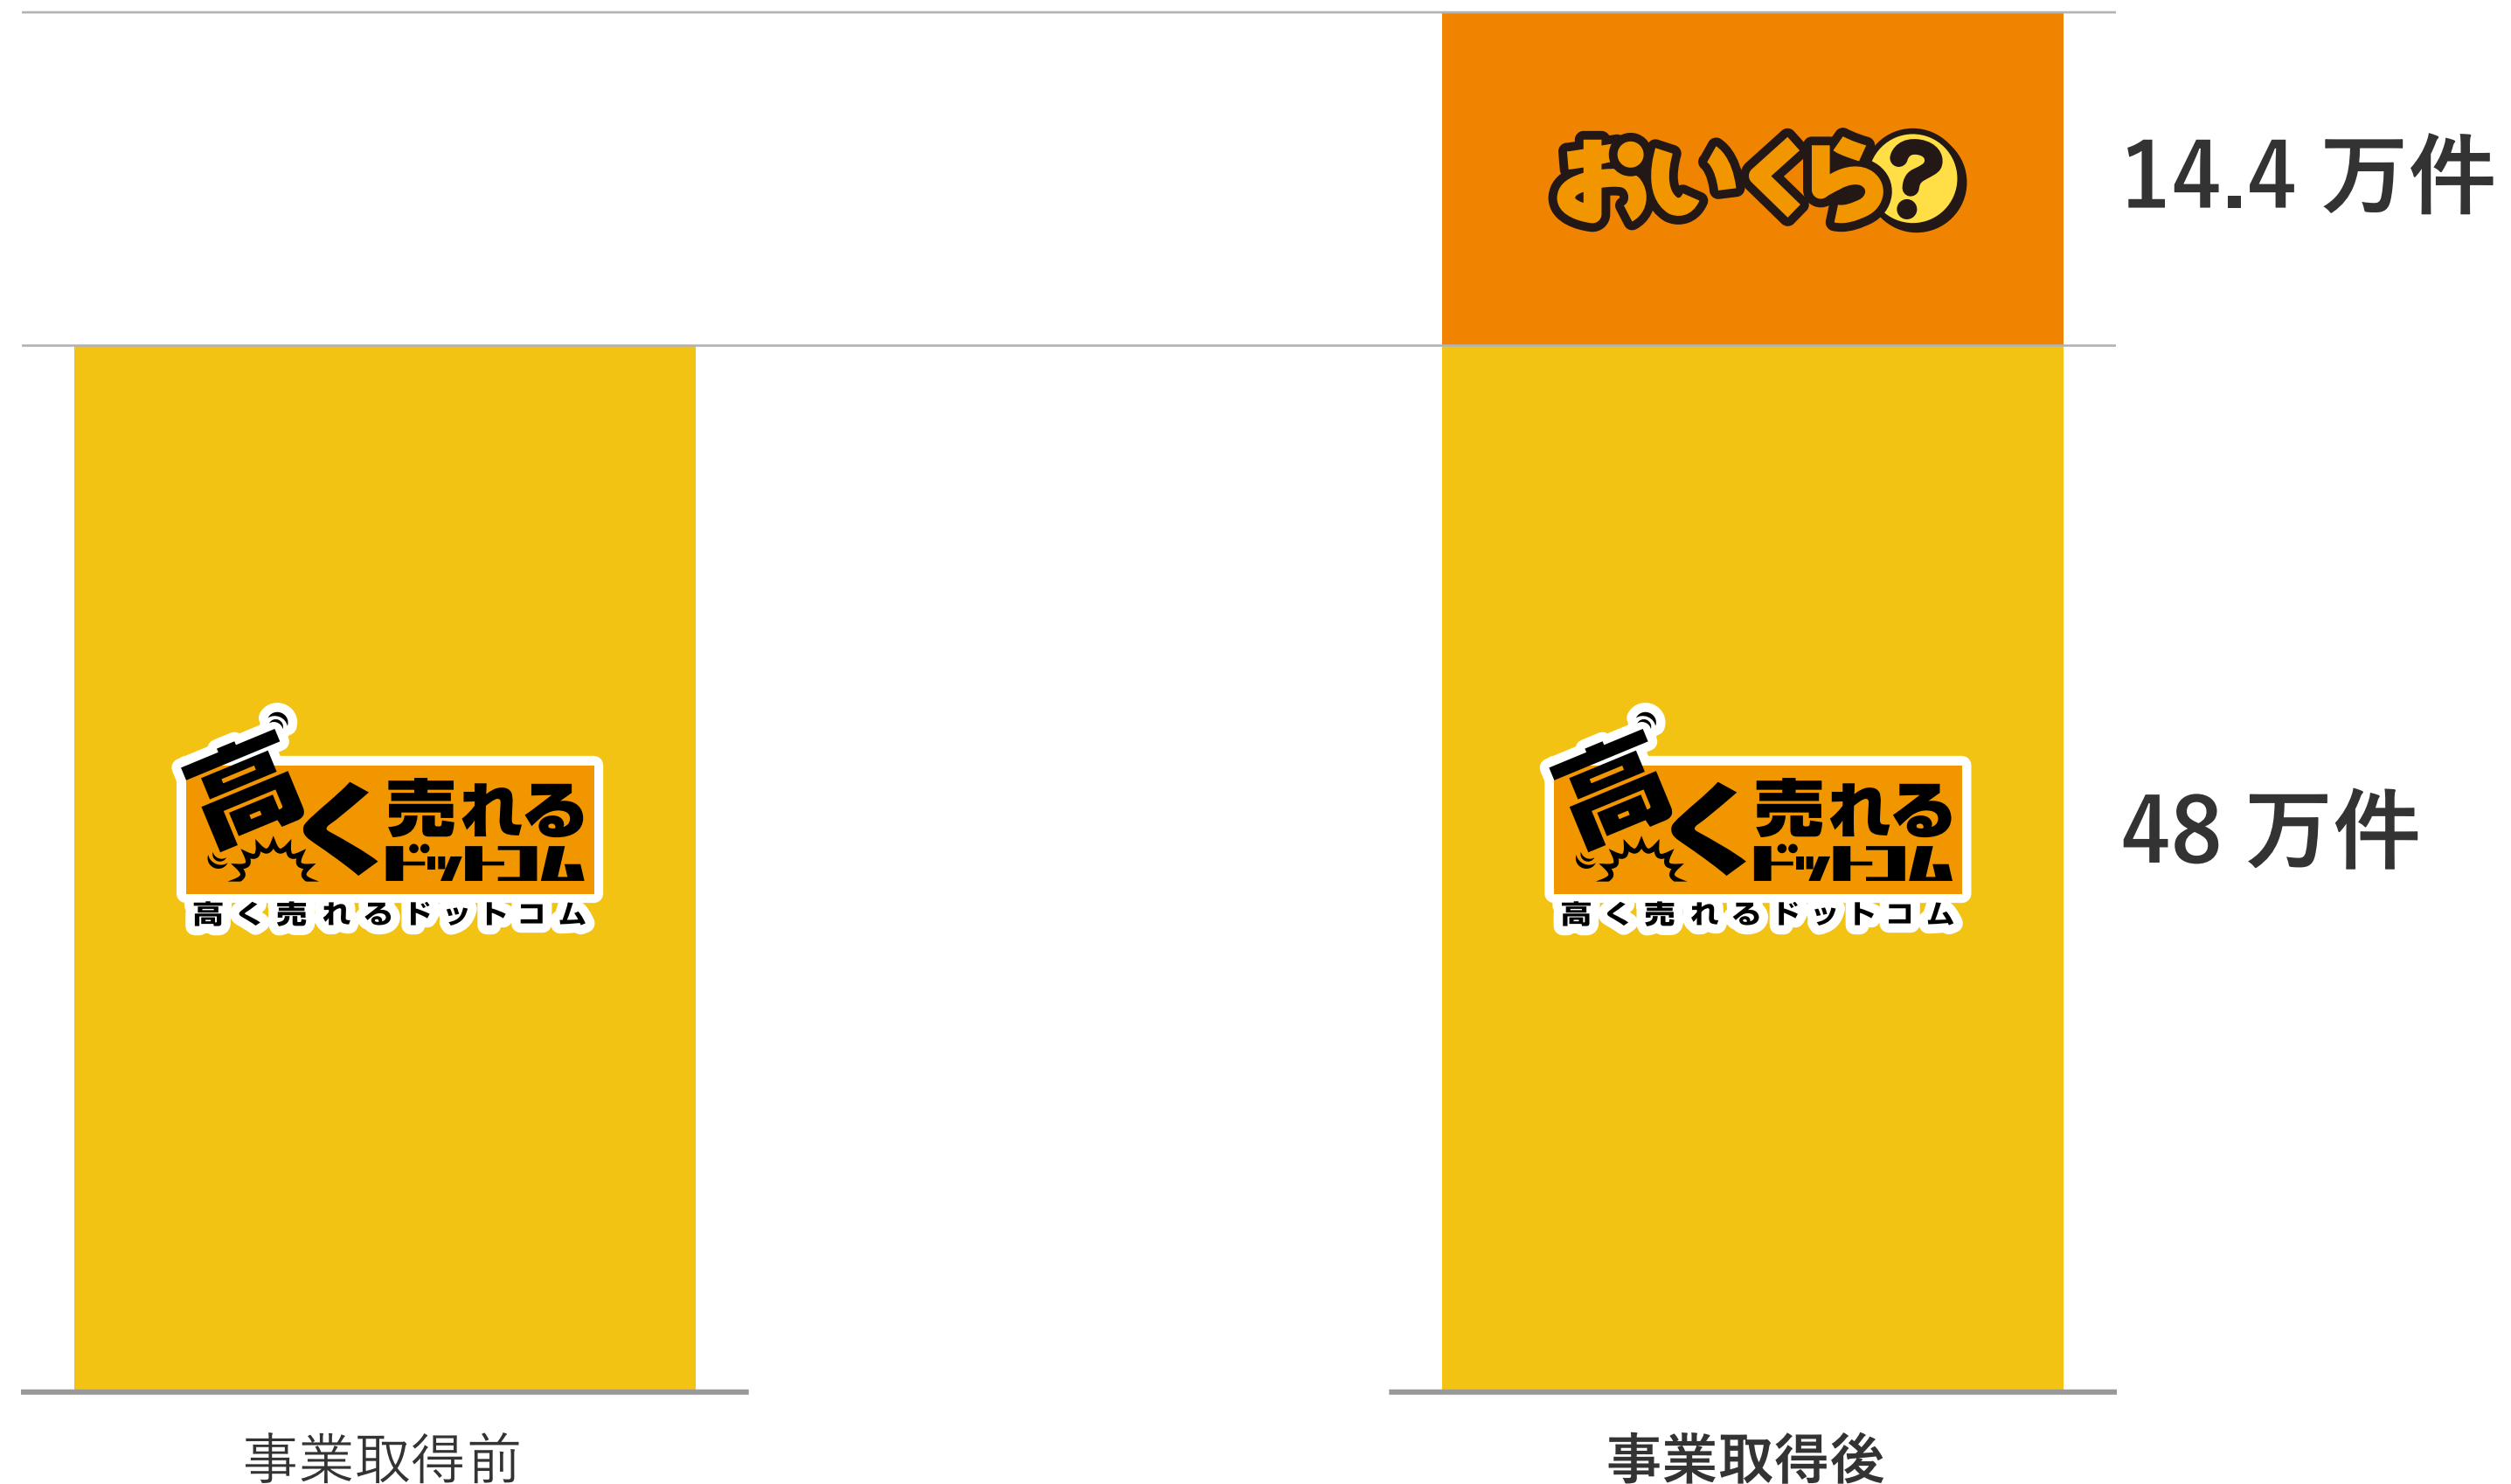 おいくら?
14.4 万件
高く売れる
ドットコム
高く売れるドットコム
高く売れる
ドットコム
高く売れるドットコム
48 万件
事業取得前
事業取得後